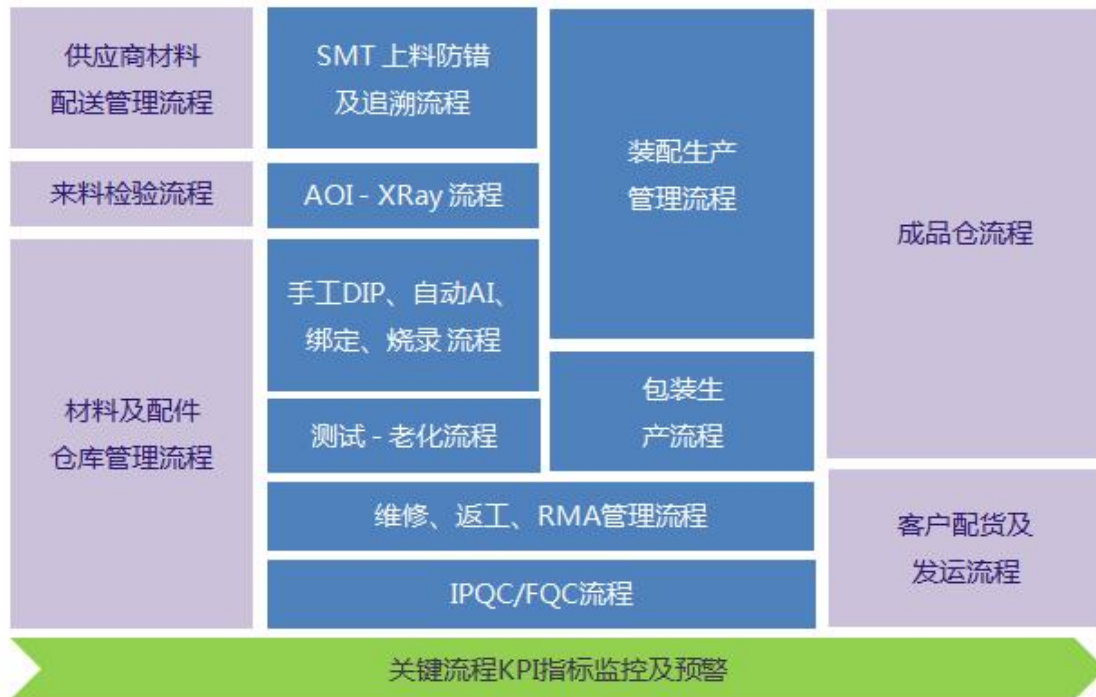 供应商材料
配送管理流程
来料检验流程
材料及配件
仓库管理流程
SMT 上料防错
及追溯流程
AOI - XRay 流程
手工DIP、自动AI、
绑定、烧录 流程
测试 - 老化流程
装配生产
管理流程
包装生
产流程
维修、返工、RMA管理流程
IPQC/FQC流程
成品仓流程
客户配货及
发运流程
关键流程KPI指标监控及预警